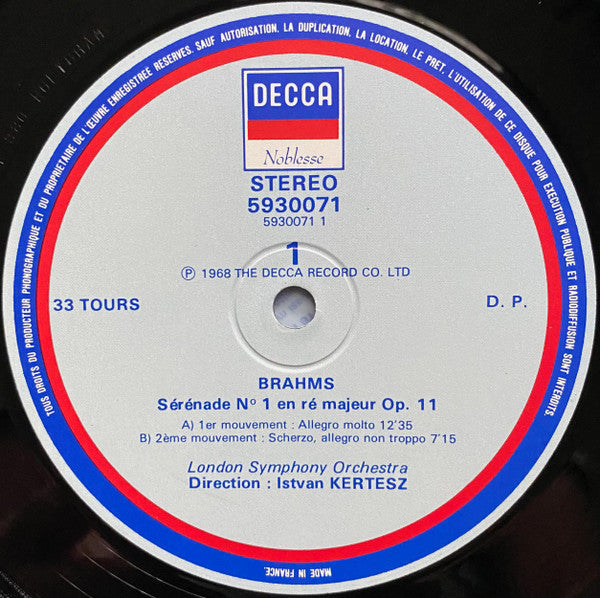 TOUS DROITS DU PRODUCTEUR PHONOGRAPHIQUE ET DU PROPRIETAIRE DE L'ŒUVRE ENREGISTREE RESERVES. SAUF AUTORISATION, LA DUPLICATION, LA LOCATION, LE PRET, L'UTILISATION DE CE DISQUE POUR EXECUTION PUBLIQUE ET RADIODIFFUSION SONT INTERDITS.
DECCA
Noblesse
STEREO
5930071
5930071 1
1
℗ 1968 THE DECCA RECORD CO. LTD
33 TOURS
D. P.
BRAHMS
Sérénade Nº 1 en ré majeur Op. 11
A) 1er mouvement : Allegro molto 12'35
B) 2ème mouvement : Scherzo, allegro non troppo 7'15
London Symphony Orchestra
Direction : Istvan KERTESZ
MADE IN FRANCE.